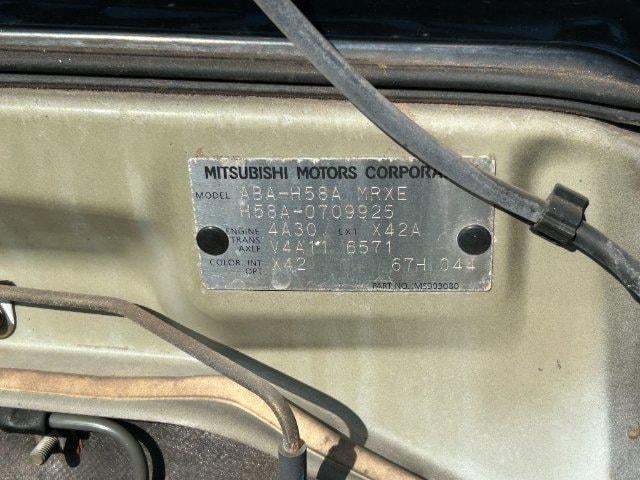 MITSUBISHI MOTORS CORPORA
MODEL ABA-H58A MRXE
H58A-0709925
ENGINE 4A30 EXT X42A
TRANS AXLE V4A11 6571
COLOR INT OPT X42 67H 044
PART NO. M5903080